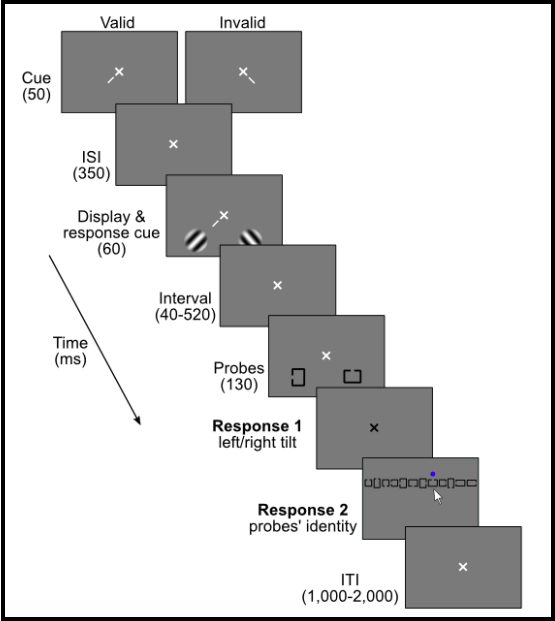 Valid
Invalid
Cue
(50)
ISI
(350)
Display &
response cue
(60)
Interval
(40-520)
Time
(ms)
Probes
(130)
Response 1
left/right tilt
Response 2
probes' identity
ITI
(1,000-2,000)